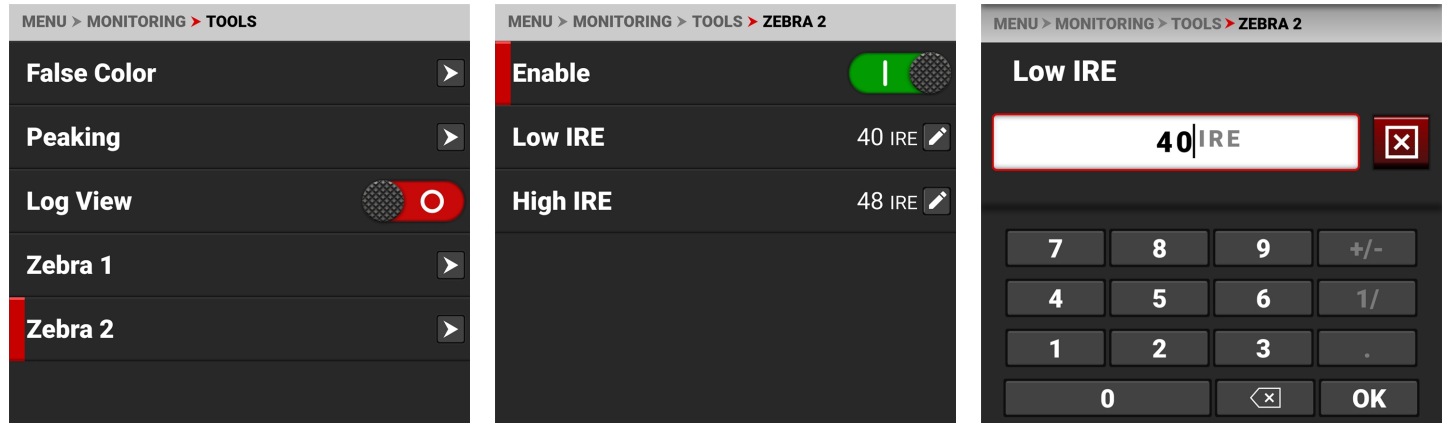 MENU > MONITORING > TOOLS
False Color
Peaking
Log View
Zebra 1
Zebra 2
MENU > MONITORING > TOOLS > ZEBRA 2
Enable
Low IRE 40 IRE
High IRE 48 IRE
MENU > MONITORING > TOOLS > ZEBRA 2
Low IRE
40 IRE
7 8 9 +/-
4 5 6 1/
1 2 3 .
0 OK